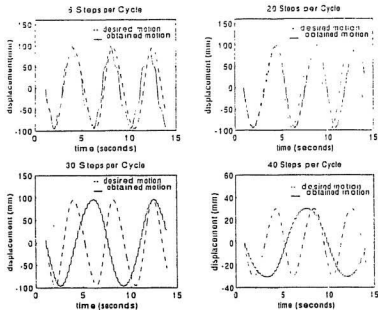 6 Steps per Cycle
desired motion
obtained motion
displacement(mm)
150
100
50
0
-50
-100
0 5 10 15
time (seconds)
20 Steps per Cycle
desired motion
obtained motion
displacement (mm)
150
100
50
0
-50
-100
0 5 10 15
time (seconds)
30 Steps per Cycle
desired motion
obtained motion
displacement (mm)
150
100
50
0
-50
-100
0 5 10 15
time (seconds)
40 Steps per Cycle
desired motion
obtained motion
displacement (mm)
60
40
20
0
-20
-40
0 5 10 15
time (seconds)